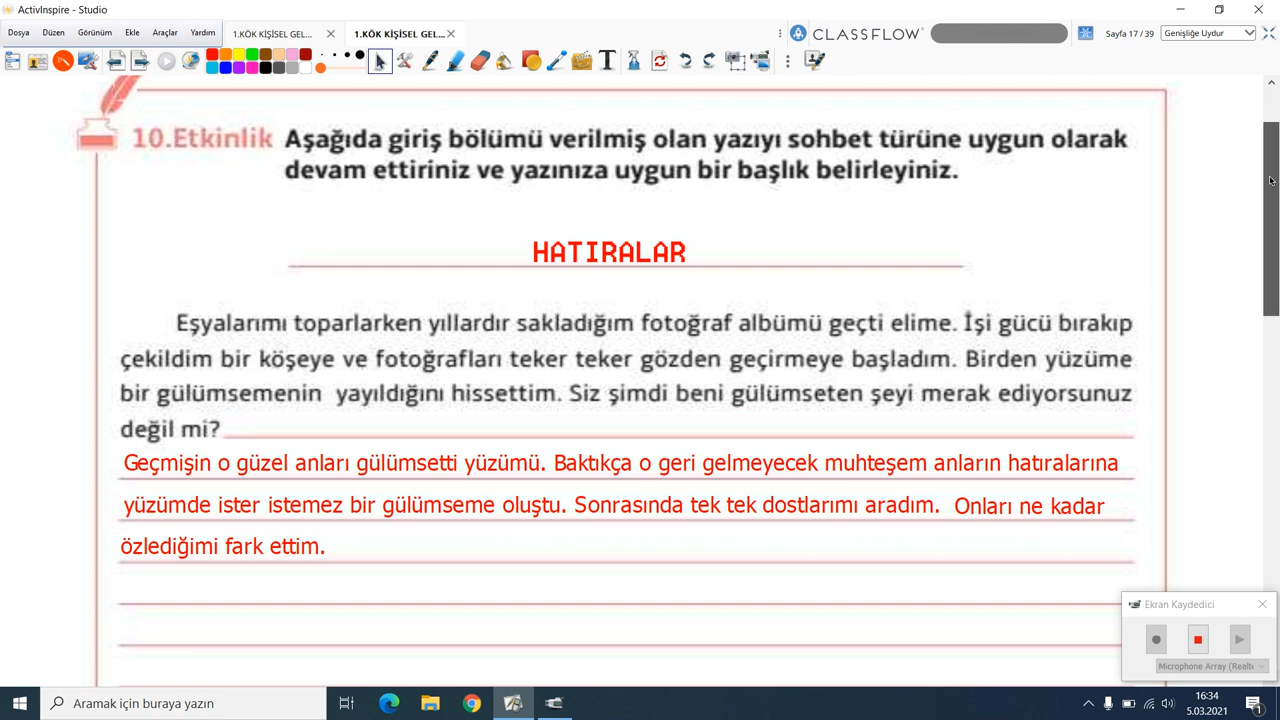 ActivInspire - Studio
Dosya Düzen Görünüm Ekle Araçlar Yardım
1.KÖK KİŞİSEL GEL...
1.KÖK KİŞİSEL GEL...
CLASSFLOW
Sayfa 17 / 39
Genişliğe Uydur
10.Etkinlik Aşağıda giriş bölümü verilmiş olan yazıyı sohbet türüne uygun olarak
devam ettiriniz ve yazınıza uygun bir başlık belirleyiniz.
HATIRALAR
Eşyalarımı toparlarken yıllardır sakladığım fotoğraf albümü geçti elime. İşi gücü bırakıp
çekildim bir köşeye ve fotoğrafları teker teker gözden geçirmeye başladım. Birden yüzüme
bir gülümsemenin yayıldığını hissettim. Siz şimdi beni gülümseten şeyi merak ediyorsunuz
değil mi?
Geçmişin o güzel anları gülümsetti yüzümü. Baktıkça o geri gelmeyecek muhteşem anların hatıralarına
yüzümde ister istemez bir gülümseme oluştu. Sonrasında tek tek dostlarımı aradım. Onları ne kadar
özlediğimi fark ettim.
Ekran Kaydedici
Microphone Array (Realte
Aramak için buraya yazın
16:34
5.03.2021
1